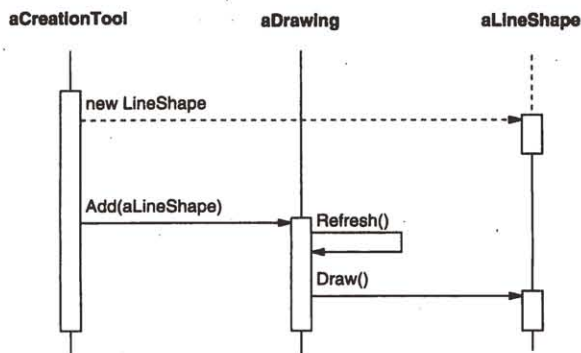 aCreationTool aDrawing aLineShape
new LineShape
Add(aLineShape)
Refresh()
Draw()